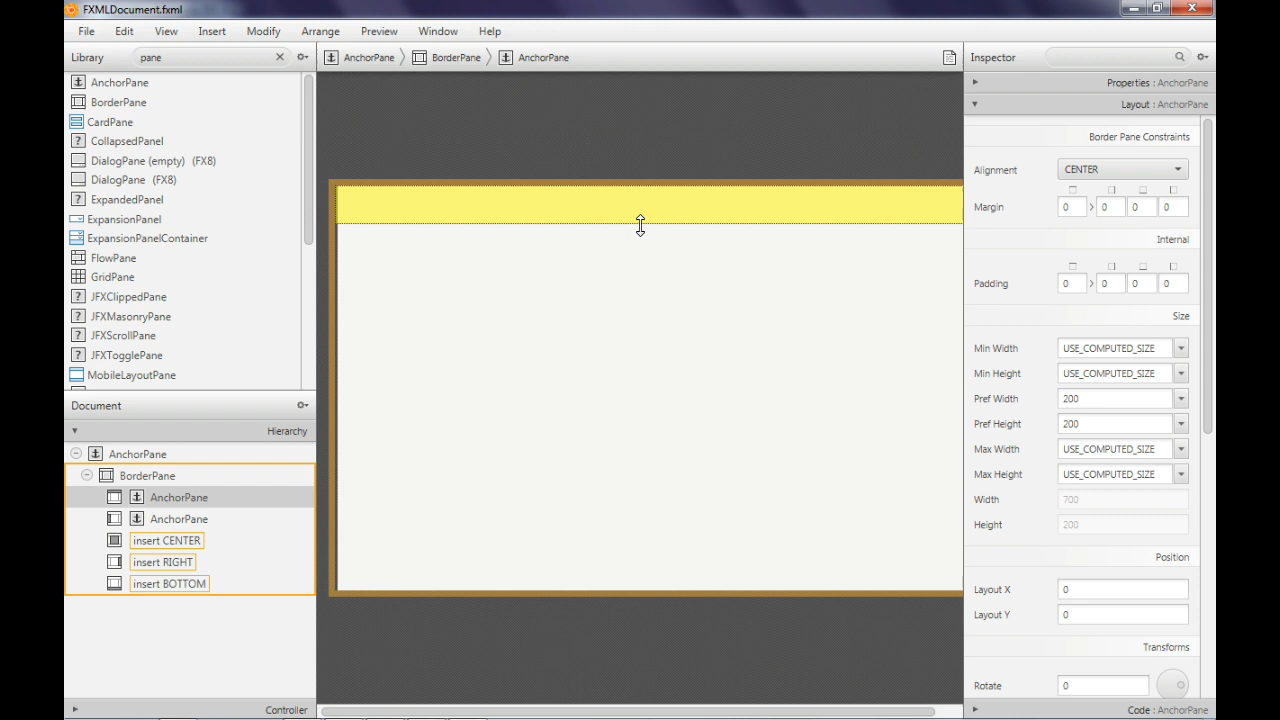 FXMLDocument.fxml
File Edit View Insert Modify Arrange Preview Window Help
Library pane
AnchorPane BorderPane AnchorPane
Inspector
AnchorPane
BorderPane
CardPane
CollapsedPanel
DialogPane (empty) (FX8)
DialogPane (FX8)
ExpandedPanel
ExpansionPanel
ExpansionPanelContainer
FlowPane
GridPane
JFXClippedPane
JFXMasonryPane
JFXScrollPane
JFXTogglePane
MobileLayoutPane
Document
Hierarchy
AnchorPane
BorderPane
AnchorPane
AnchorPane
insert CENTER
insert RIGHT
insert BOTTOM
Controller
Properties : AnchorPane
Layout : AnchorPane
Border Pane Constraints
Alignment CENTER
Margin 0 0 0 0
Internal
Padding 0 0 0 0
Size
Min Width USE_COMPUTED_SIZE
Min Height USE_COMPUTED_SIZE
Pref Width 200
Pref Height 200
Max Width USE_COMPUTED_SIZE
Max Height USE_COMPUTED_SIZE
Width 700
Height 200
Position
Layout X 0
Layout Y 0
Transforms
Rotate 0
Code : AnchorPane